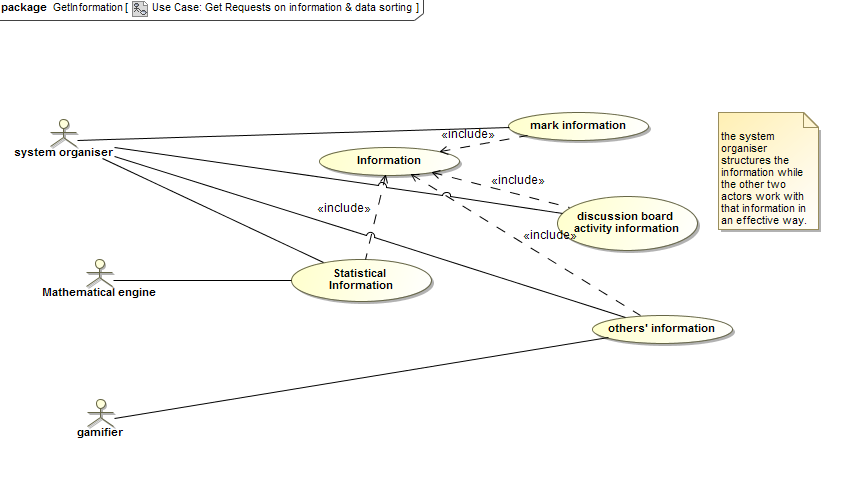 package GetInformation [ Use Case: Get Requests on information & data sorting ]
mark information
«include»
system organiser
Information
«include»
«include»
discussion board
activity information
«include»
Statistical
Information
Mathematical engine
others' information
gamifier
the system
organiser
structures the
information while
the other two
actors work with
that information in
an effective way.